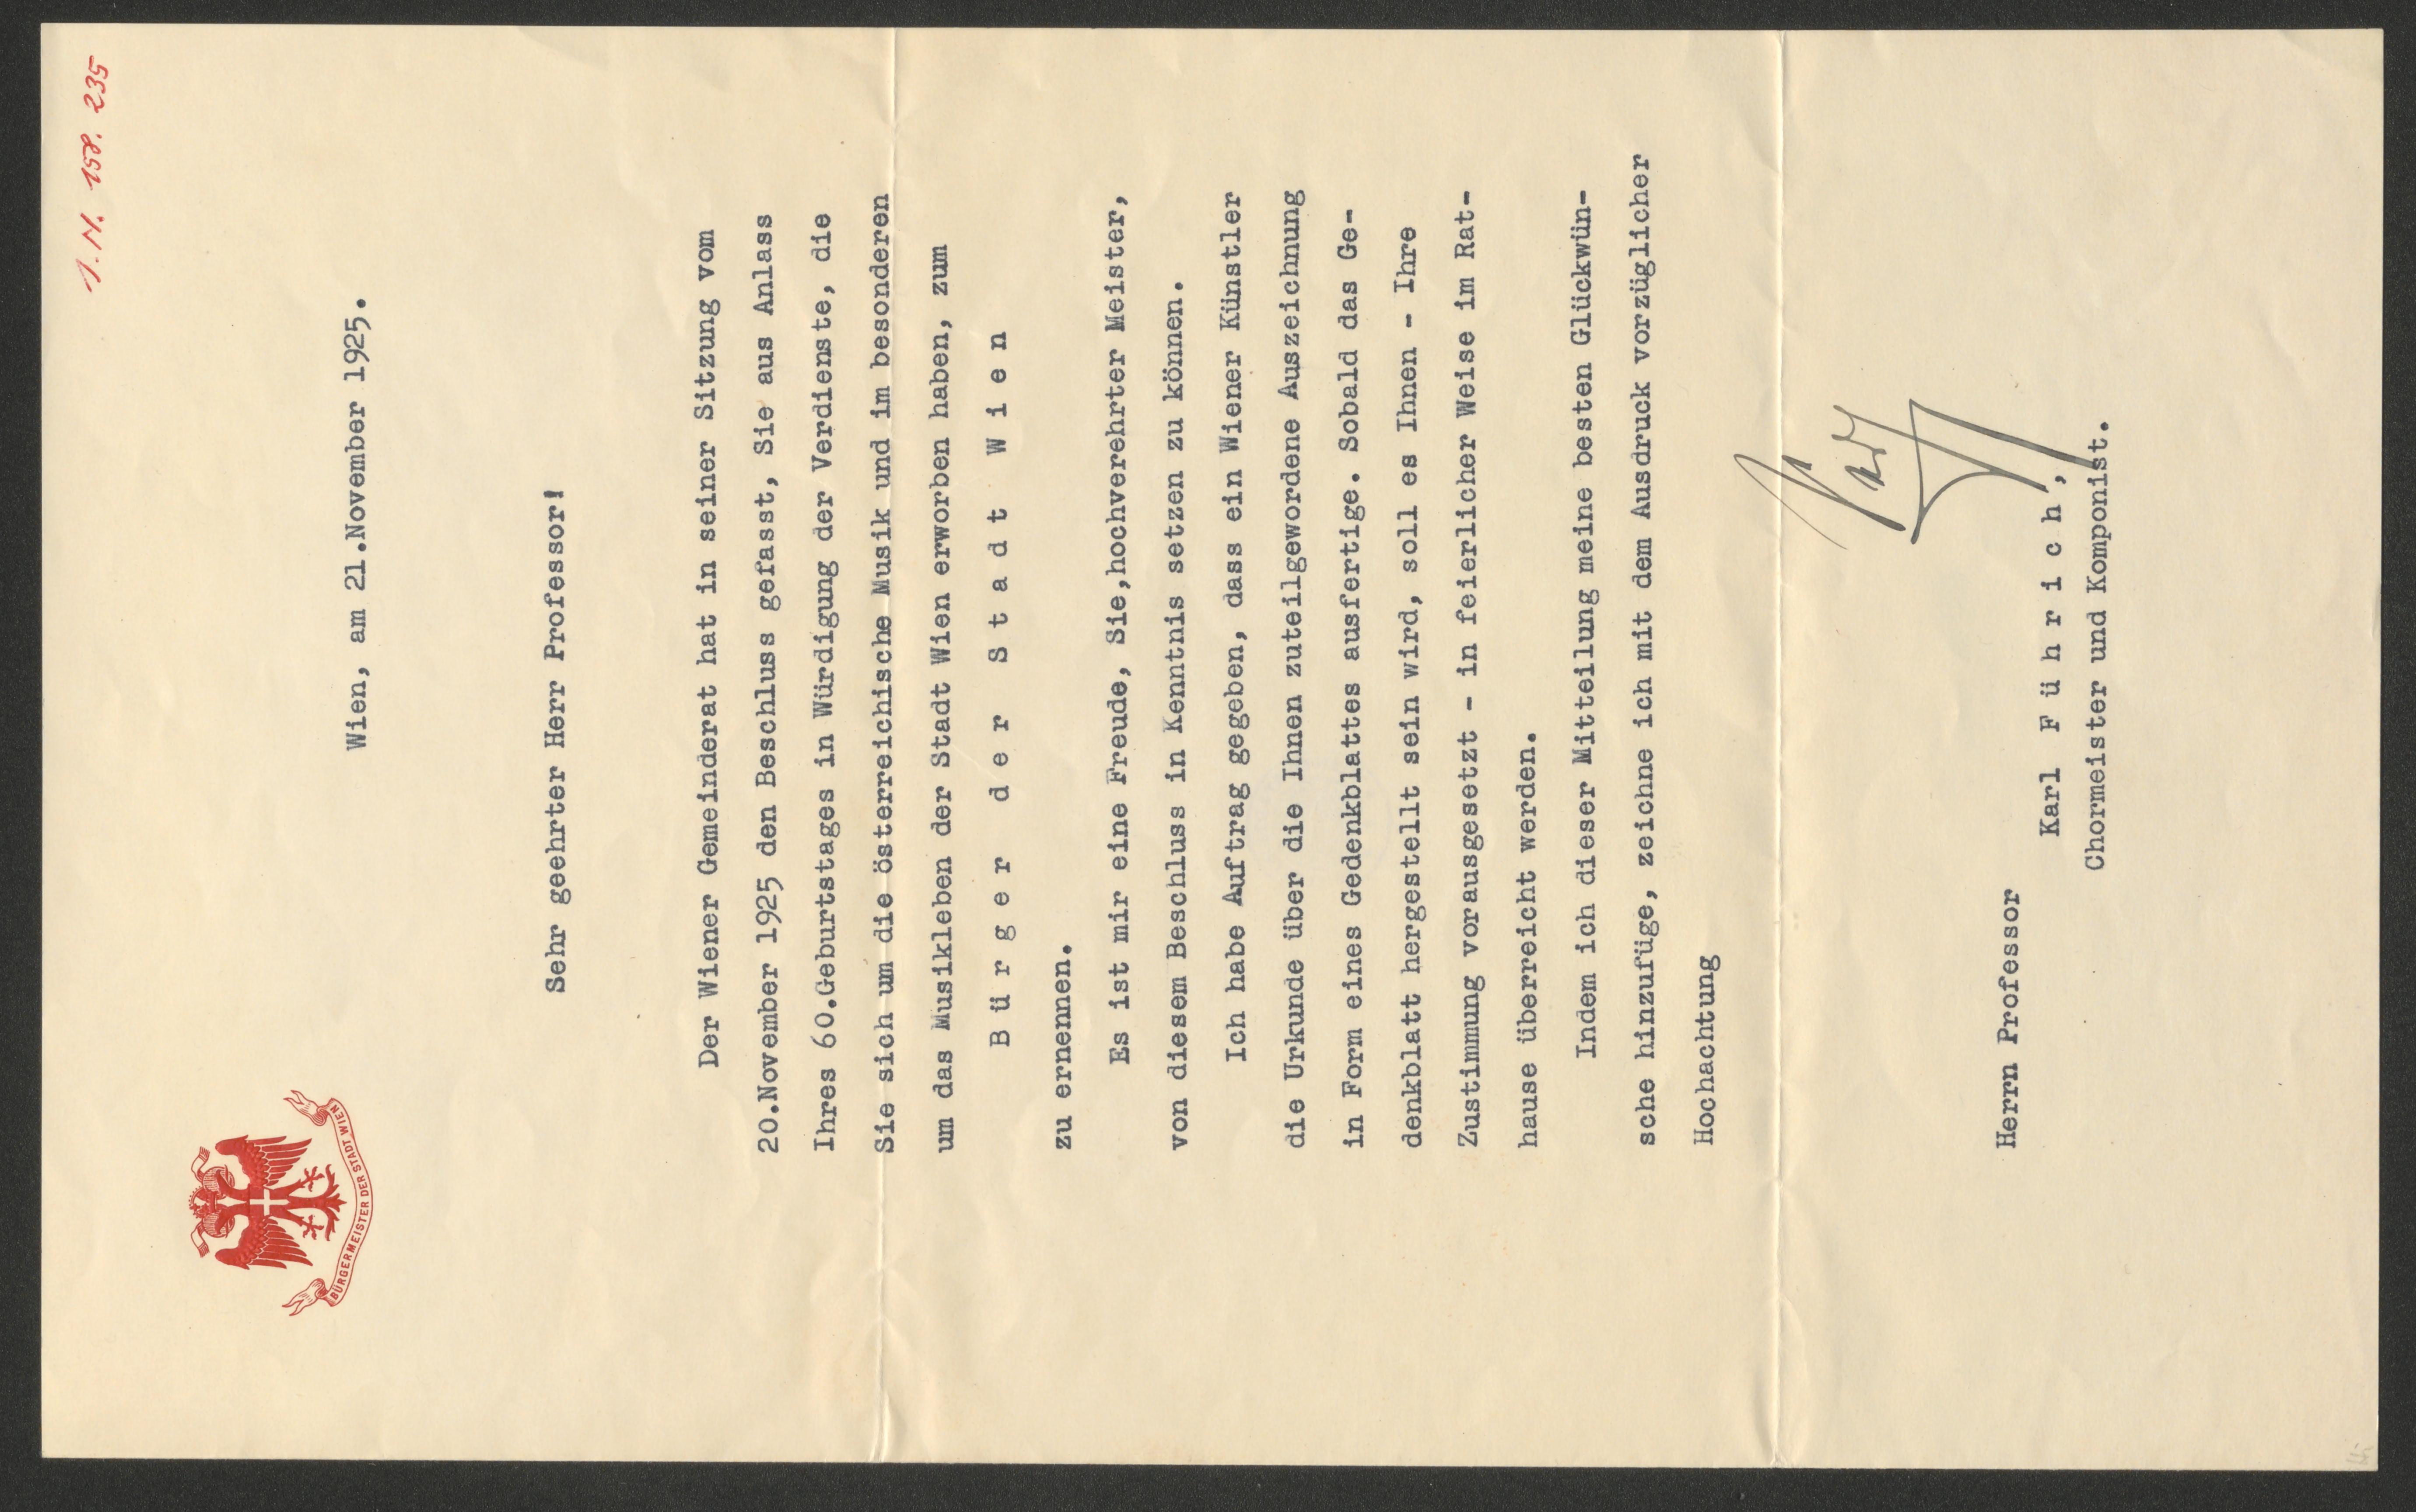 I.N. 158.235
BÜRGERMEISTER DER STADT WIEN
Wien, am 21.November 1925.
Sehr geehrter Herr Professor!
Der Wiener Gemeinderat hat in seiner Sitzung vom
20.November 1925 den Beschluss gefasst, Sie aus Anlass
Ihres 60.Geburtstages in Würdigung der Verdienste, die
Sie sich um die österreichische Musik und im besonderen
um das Musikleben der Stadt Wien erworben haben, zum
B ü r g e r  d e r  S t a d t  W i e n
zu ernennen.
Es ist mir eine Freude, Sie,hochverehrter Meister,
von diesem Beschluss in Kenntnis setzen zu können.
Ich habe Auftrag gegeben, dass ein Wiener Künstler
die Urkunde über die Ihnen zuteilgewordene Auszeichnung
in Form eines Gedenkblattes ausfertige. Sobald das Ge-
denkblatt hergestellt sein wird, soll es Ihnen - Ihre
Zustimmung vorausgesetzt - in feierlicher Weise im Rat-
hause überreicht werden.
Indem ich dieser Mitteilung meine besten Glückwün-
sche hinzufüge, zeichne ich mit dem Ausdruck vorzüglicher
Hochachtung
Herrn Professor
Karl F ü h r i c h ,
Chormeister und Komponist.